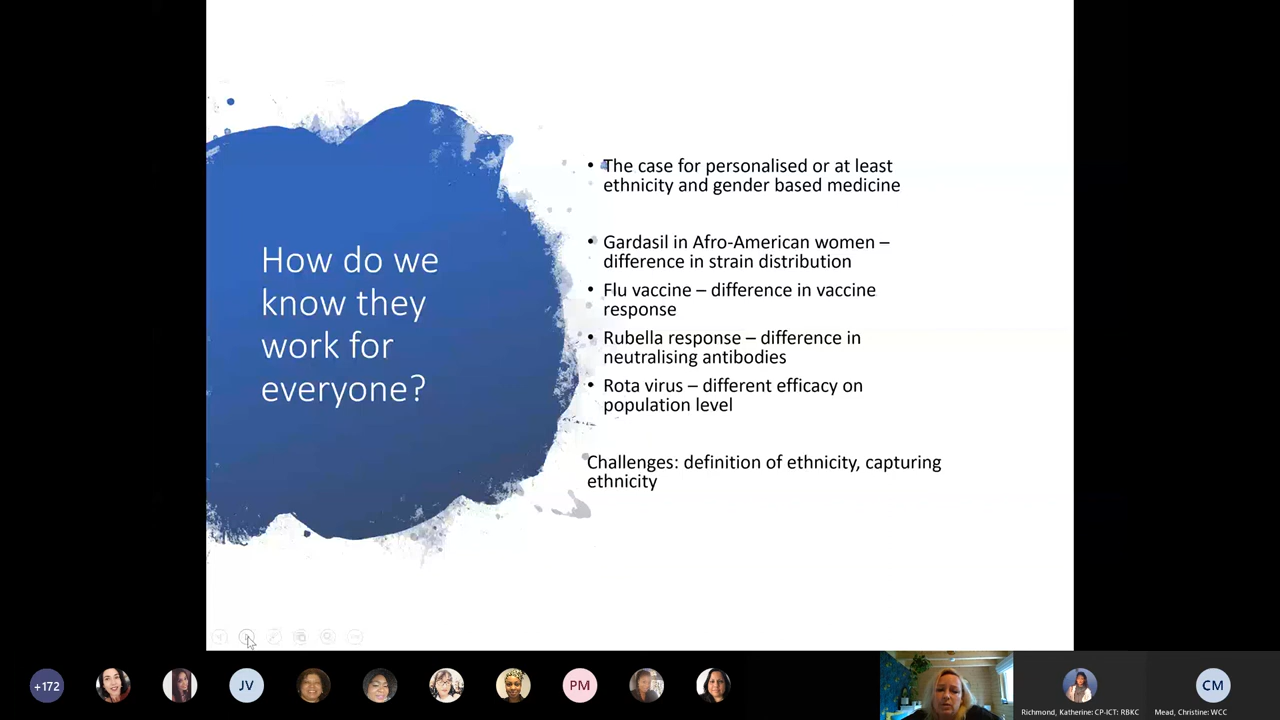 How do we
know they
work for
everyone?
• The case for personalised or at least
ethnicity and gender based medicine
• Gardasil in Afro-American women –
difference in strain distribution
• Flu vaccine – difference in vaccine
response
• Rubella response – difference in
neutralising antibodies
• Rota virus – different efficacy on
population level
Challenges: definition of ethnicity, capturing
ethnicity
+172
JV
PM
CM
Richmond, Katherine: CP-ICT: RBKC
Mead, Christine: WCC